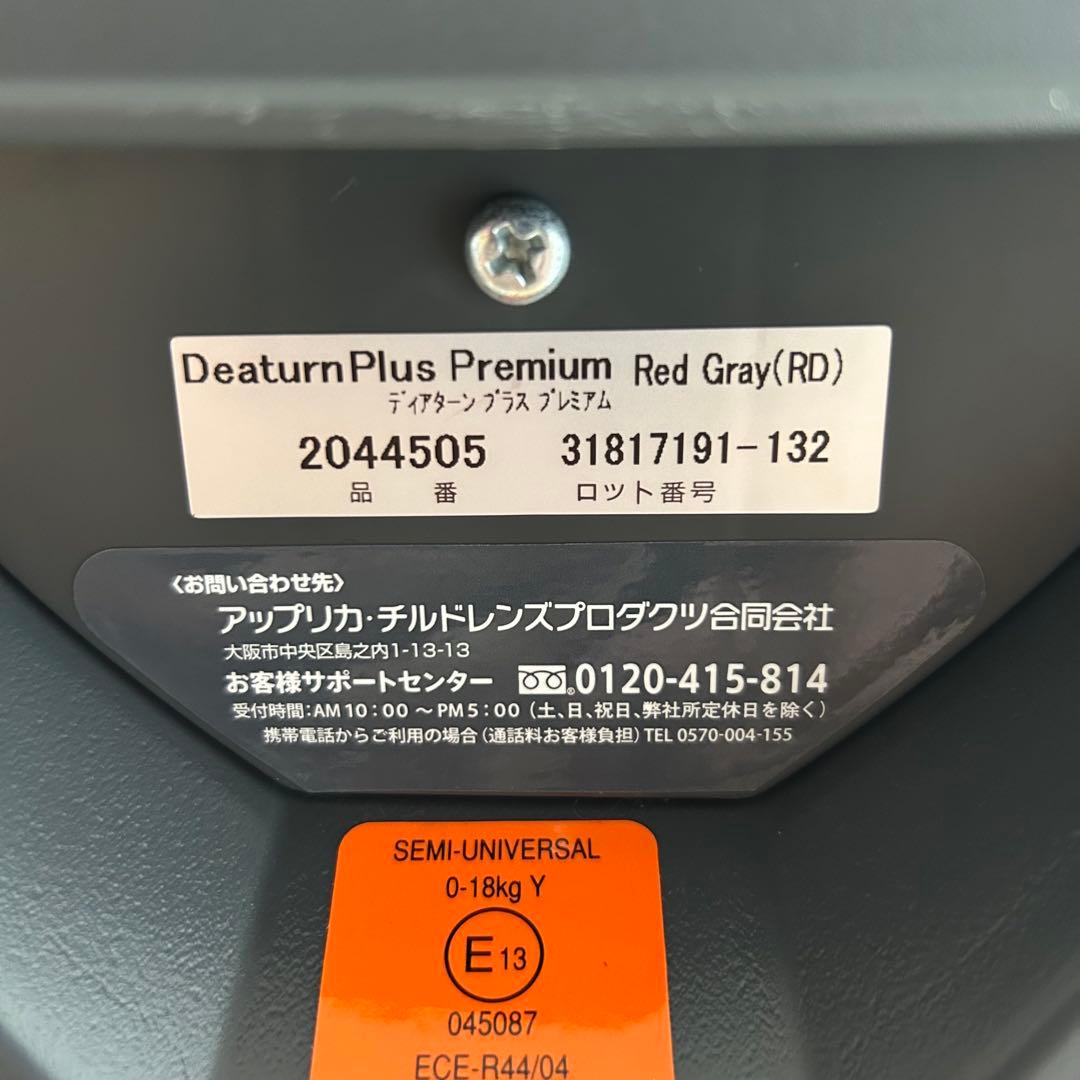 DeaturnPlus Premium Red Gray(RD)
ディアターン プラス プレミアム
2044505 31817191-132
品番 ロット番号
〈お問い合わせ先〉
アップリカ・チルドレンズプロダクツ合同会社
大阪市中央区島之内1-13-13
お客様サポートセンター 0120-415-814
受付時間:AM 10：00 〜 PM 5：00 (土、日、祝日、弊社所定休日を除く)
携帯電話からご利用の場合(通話料お客様負担) TEL 0570-004-155
SEMI-UNIVERSAL
0-18kg Y
E 13
045087
ECE-R44/04